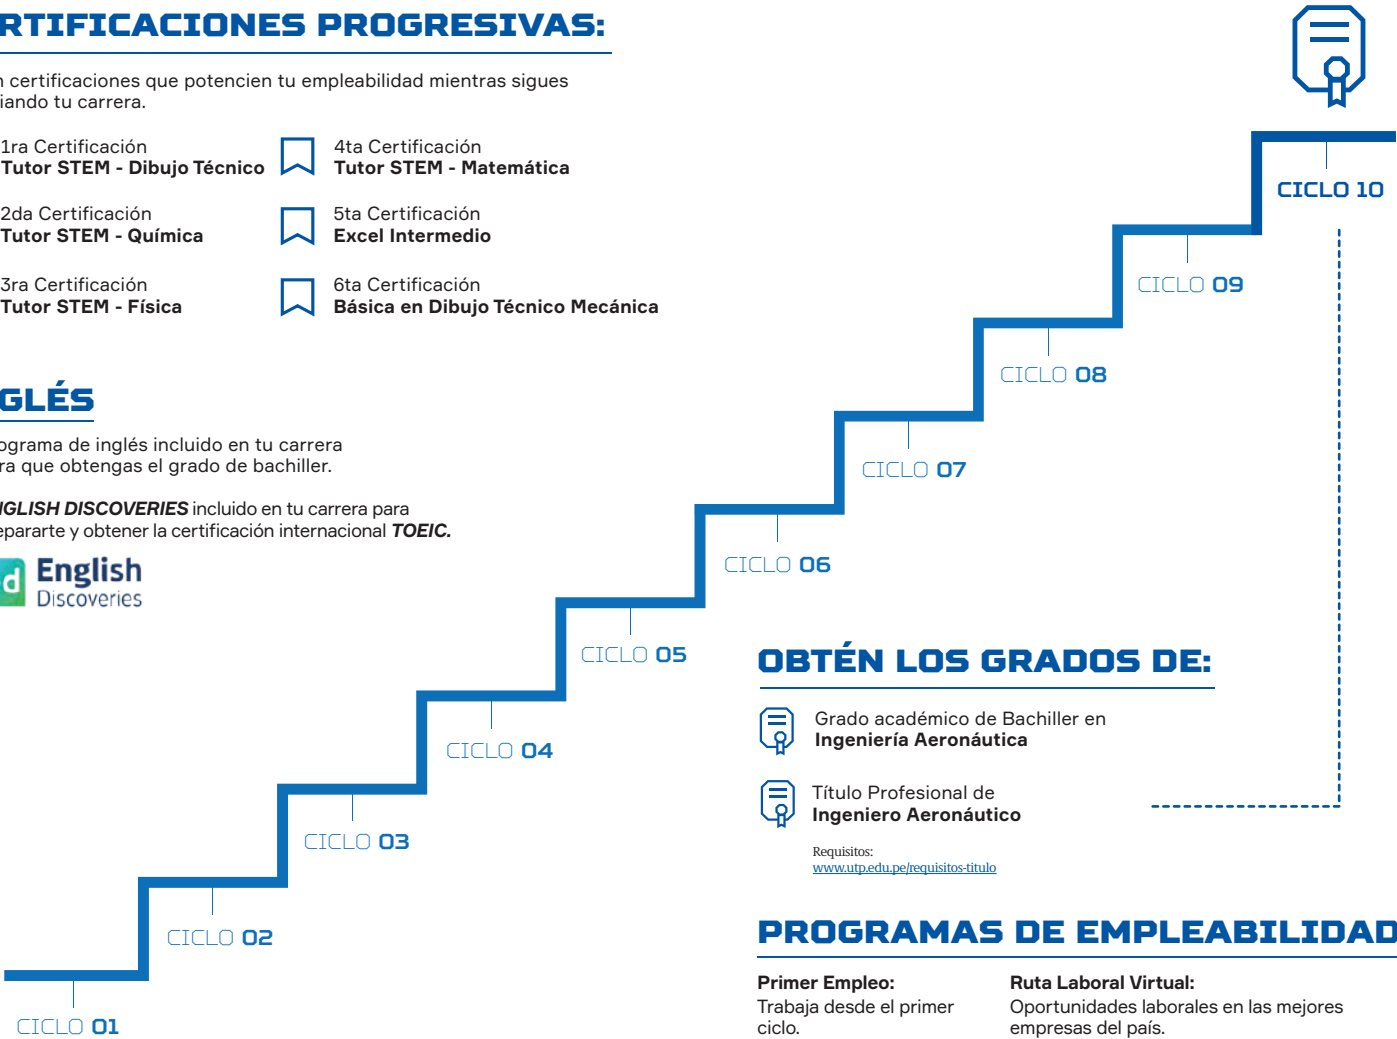 RTIFICACIONES PROGRESIVAS:
n certificaciones que potencien tu empleabilidad mientras sigues
iando tu carrera.
1ra Certificación
Tutor STEM - Dibujo Técnico
2da Certificación
Tutor STEM - Química
3ra Certificación
Tutor STEM - Física
4ta Certificación
Tutor STEM - Matemática
5ta Certificación
Excel Intermedio
6ta Certificación
Básica en Dibujo Técnico Mecánica
GLÉS
ograma de inglés incluido en tu carrera
ra que obtengas el grado de bachiller.
NGLISH DISCOVERIES incluido en tu carrera para
epararte y obtener la certificación internacional TOEIC.
ed English
Discoveries
CICLO 10
CICLO 09
CICLO 08
CICLO 07
CICLO 06
CICLO 05
CICLO 04
CICLO 03
CICLO 02
CICLO 01
OBTÉN LOS GRADOS DE:
Grado académico de Bachiller en
Ingeniería Aeronáutica
Título Profesional de
Ingeniero Aeronáutico
Requisitos:
www.utp.edu.pe/requisitos-titulo
PROGRAMAS DE EMPLEABILIDAD
Primer Empleo:
Trabaja desde el primer
ciclo.
Ruta Laboral Virtual:
Oportunidades laborales en las mejores
empresas del país.